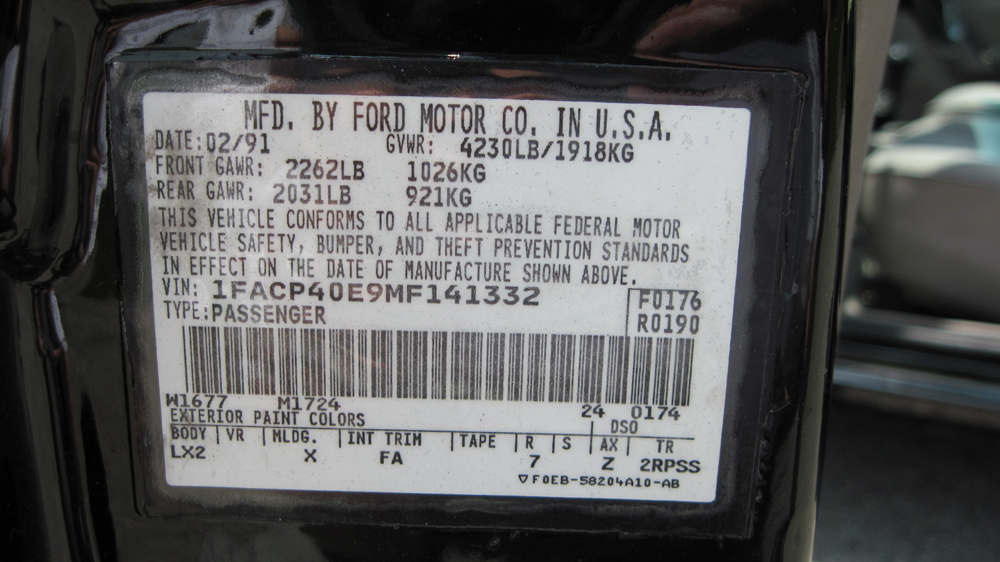 MFD. BY FORD MOTOR CO. IN U.S.A.
DATE: 02/91 GVWR: 4230LB/1918KG
FRONT GAWR: 2262LB 1026KG
REAR GAWR: 2031LB 921KG
THIS VEHICLE CONFORMS TO ALL APPLICABLE FEDERAL MOTOR
VEHICLE SAFETY, BUMPER, AND THEFT PREVENTION STANDARDS
IN EFFECT ON THE DATE OF MANUFACTURE SHOWN ABOVE.
VIN: 1FACP40E9MF141332 F0176
TYPE: PASSENGER R0190
W1677 M1724 24 0174
EXTERIOR PAINT COLORS DSO
BODY VR MLDG. INT TRIM TAPE R S AX TR
LX2 X FA 7 Z 2RPSS
▽F0EB-58204A10-AB